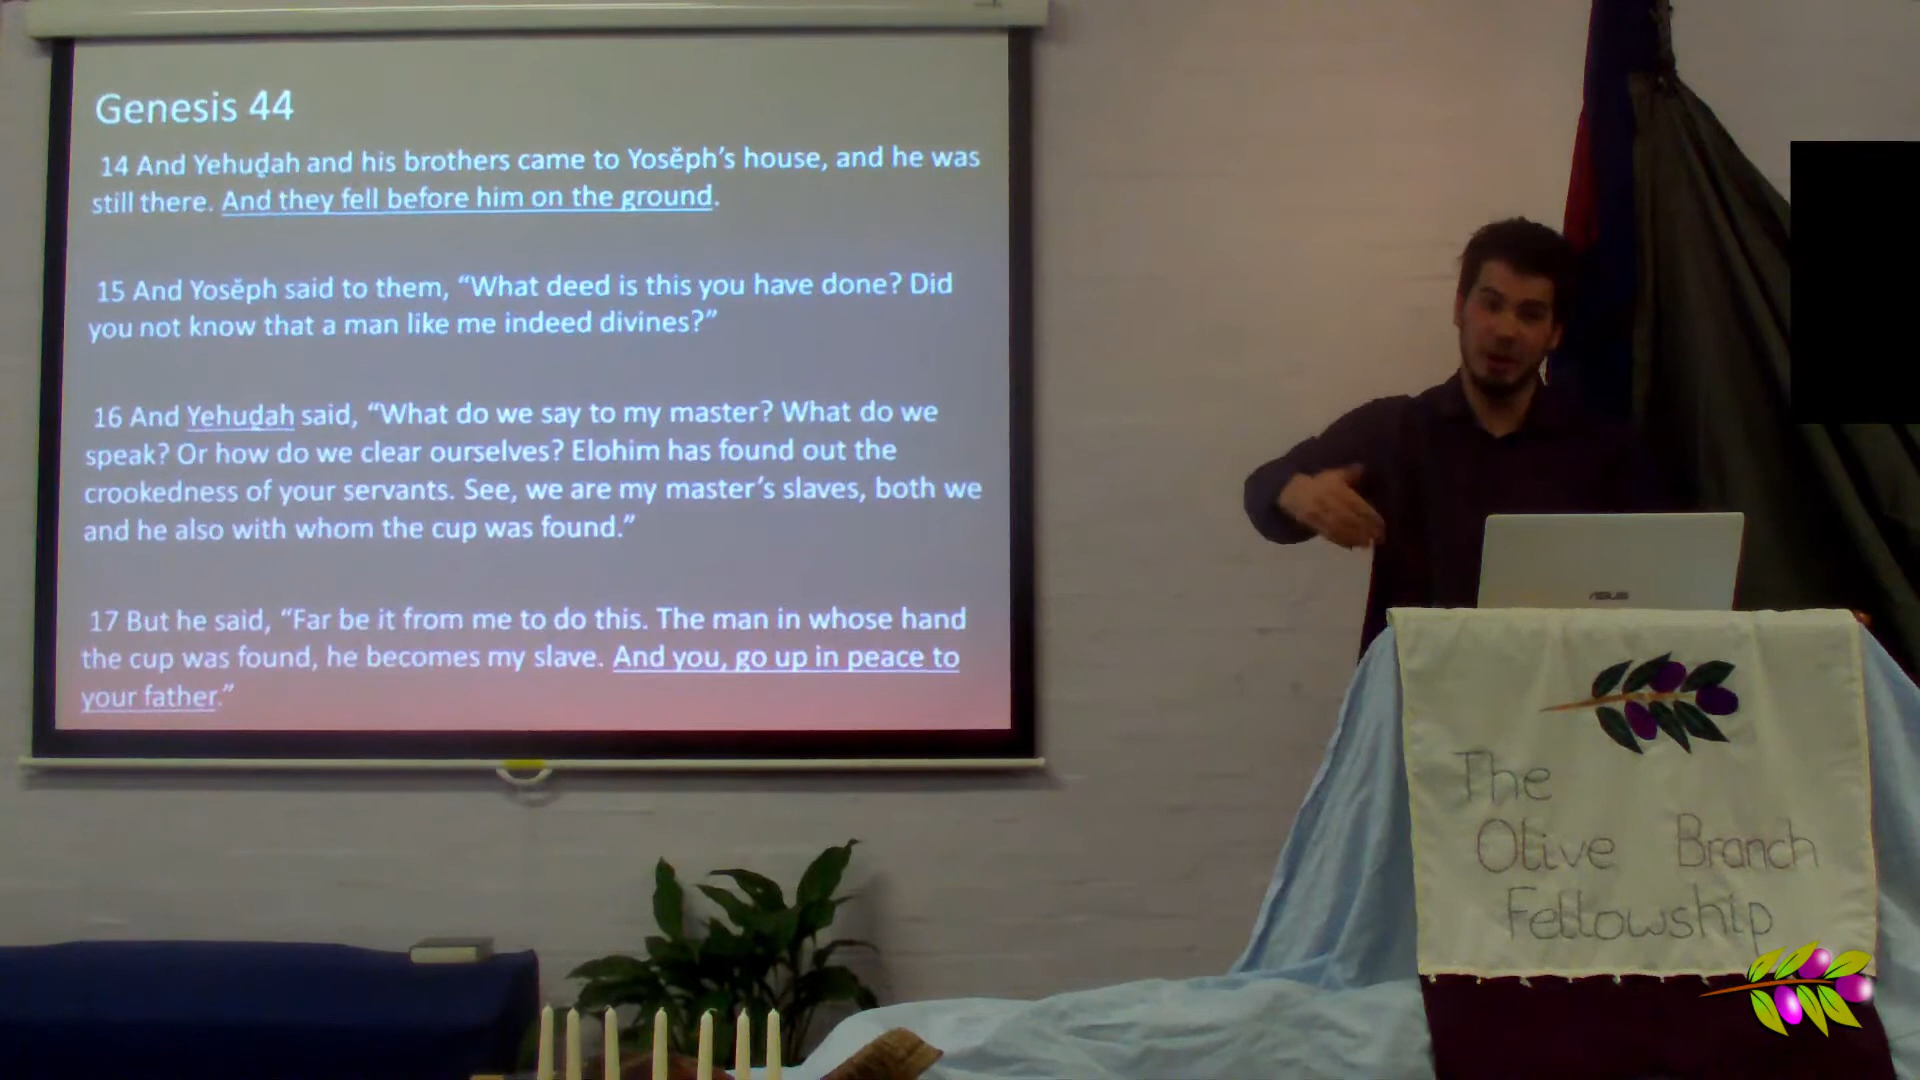 Genesis 44
14 And Yehuḏah and his brothers came to Yosĕph’s house, and he was
still there. And they fell before him on the ground.
15 And Yosĕph said to them, “What deed is this you have done? Did
you not know that a man like me indeed divines?”
16 And Yehuḏah said, “What do we say to my master? What do we
speak? Or how do we clear ourselves? Elohim has found out the
crookedness of your servants. See, we are my master’s slaves, both we
and he also with whom the cup was found.”
17 But he said, “Far be it from me to do this. The man in whose hand
the cup was found, he becomes my slave. And you, go up in peace to
your father.”
ASUS
The
Olive Branch
Fellowship